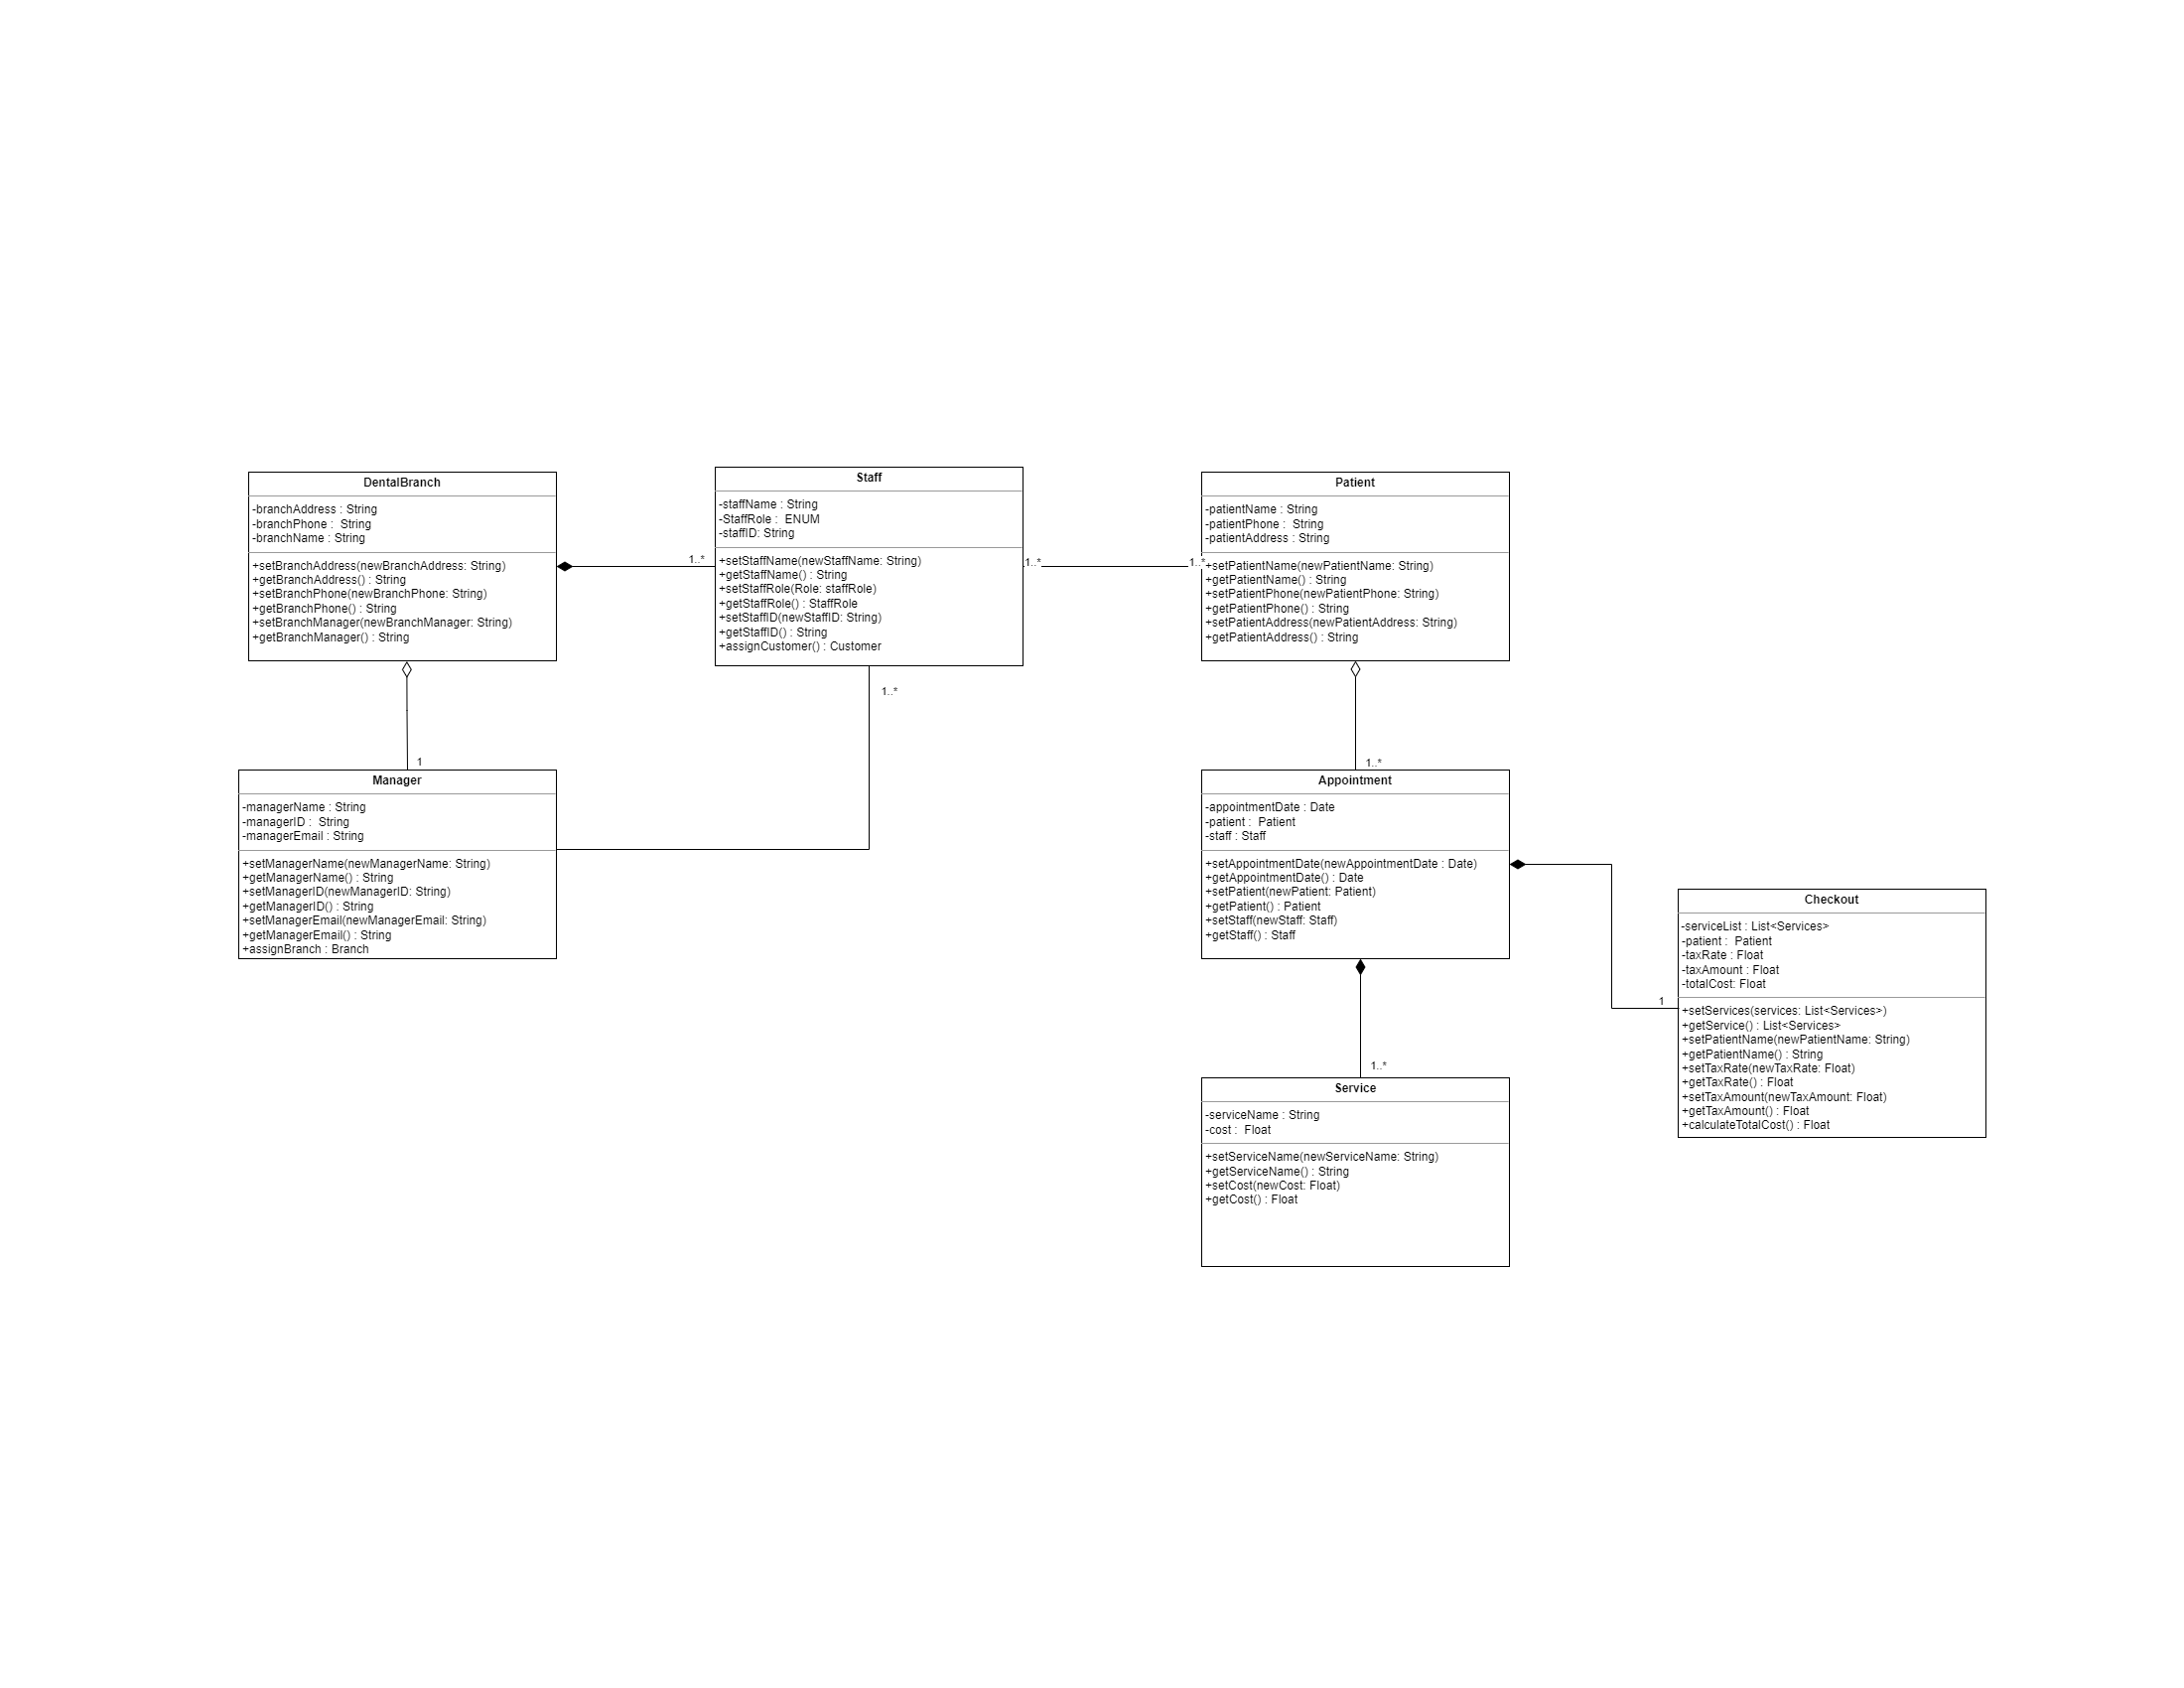 DentalBranch
-branchAddress : String
-branchPhone :  String
-branchName : String
+setBranchAddress(newBranchAddress: String)
+getBranchAddress() : String
+setBranchPhone(newBranchPhone: String)
+getBranchPhone() : String
+setBranchManager(newBranchManager: String)
+getBranchManager() : String
1..*
Staff
-staffName : String
-StaffRole :  ENUM
-staffID: String
+setStaffName(newStaffName: String)
+getStaffName() : String
+setStaffRole(Role: staffRole)
+getStaffRole() : StaffRole
+setStaffID(newStaffID: String)
+getStaffID() : String
+assignCustomer() : Customer
1..*
1..*
1..*
Patient
-patientName : String
-patientPhone :  String
-patientAddress : String
+setPatientName(newPatientName: String)
+getPatientName() : String
+setPatientPhone(newPatientPhone: String)
+getPatientPhone() : String
+setPatientAddress(newPatientAddress: String)
+getPatientAddress() : String
1
Manager
-managerName : String
-managerID :  String
-managerEmail : String
+setManagerName(newManagerName: String)
+getManagerName() : String
+setManagerID(newManagerID: String)
+getManagerID() : String
+setManagerEmail(newManagerEmail: String)
+getManagerEmail() : String
+assignBranch : Branch
1..*
Appointment
-appointmentDate : Date
-patient :  Patient
-staff : Staff
+setAppointmentDate(newAppointmentDate : Date)
+getAppointmentDate() : Date
+setPatient(newPatient: Patient)
+getPatient() : Patient
+setStaff(newStaff: Staff)
+getStaff() : Staff
1
Checkout
-serviceList : List<Services>
-patient :  Patient
-taxRate : Float
-taxAmount : Float
-totalCost: Float
+setServices(services: List<Services>)
+getService() : List<Services>
+setPatientName(newPatientName: String)
+getPatientName() : String
+setTaxRate(newTaxRate: Float)
+getTaxRate() : Float
+setTaxAmount(newTaxAmount: Float)
+getTaxAmount() : Float
+calculateTotalCost() : Float
1..*
Service
-serviceName : String
-cost :  Float
+setServiceName(newServiceName: String)
+getServiceName() : String
+setCost(newCost: Float)
+getCost() : Float